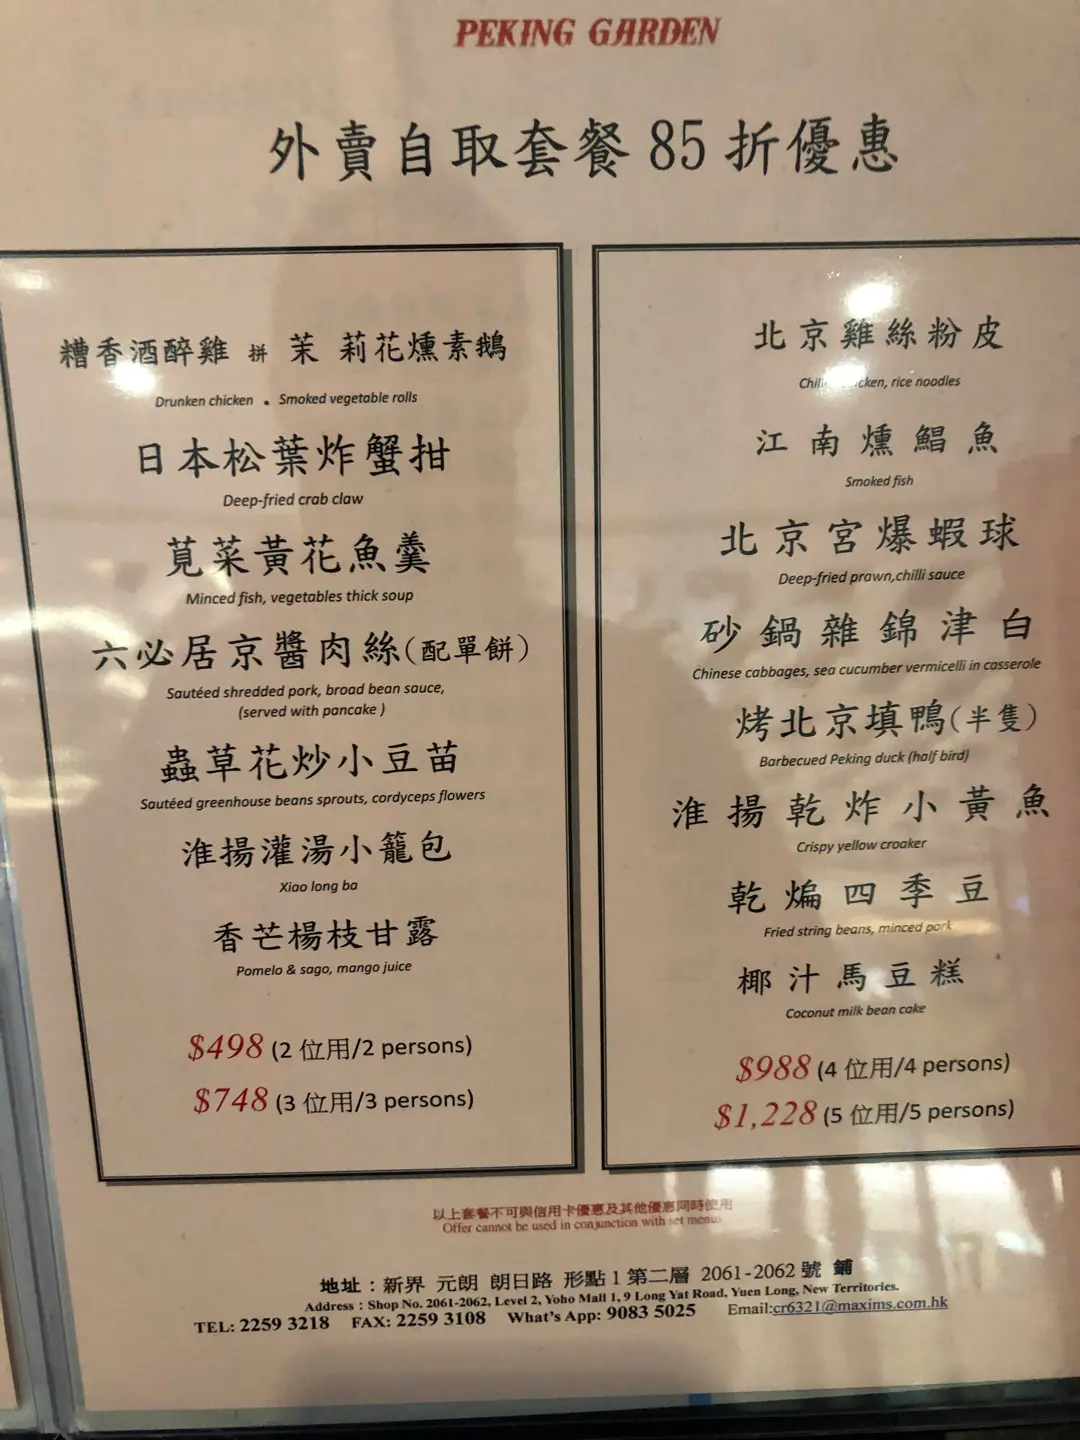 PEKING GARDEN
外賣自取套餐 85 折優惠
糟香酒醉雞 拼 茉 莉花燻素鵝
Drunken chicken . Smoked vegetable rolls
日本松葉炸蟹拑
Deep-fried crab claw
莧菜黃花魚羹
Minced fish, vegetables thick soup
六必居京醬肉絲(配單餅)
Sautéed shredded pork, broad bean sauce,
(served with pancake )
蟲草花炒小豆苗
Sautéed greenhouse beans sprouts, cordyceps flowers
淮揚灌湯小籠包
Xiao long ba
香芒楊枝甘露
Pomelo & sago, mango juice
$498 (2 位用/2 persons)
$748 (3 位用/3 persons)
北京雞絲粉皮
rice noodles
江南燻鯧魚
Smoked fish
北京宮爆蝦球
Deep-fried prawn,chilli sauce
砂鍋雜錦津白
Chinese cabbages, sea cucumber vermicelli in casserole
烤北京填鴨(半隻)
Barbecued Peking duck (half bird)
淮揚乾炸小黃魚
Crispy yellow croaker
乾煸四季豆
Fried string beans, minced pork
椰汁馬豆糕
Coconut milk bean cake
$988 (4 位用/4 persons)
$1,228 (5 位用/5 persons)
以上套餐不可與信用卡優惠及其他優惠同時使用
Offer cannot be used in conjunction with set menus
地址：新界 元朗 朗日路 形點 1 第二層 2061-2062 號 鋪
Address : Shop No. 2061-2062, Level 2, Yoho Mall 1, 9 Long Yat Road, Yuen Long, New Territories.
TEL: 2259 3218 FAX: 2259 3108 What's App: 9083 5025 Email:cr6321@maxims.com.hk